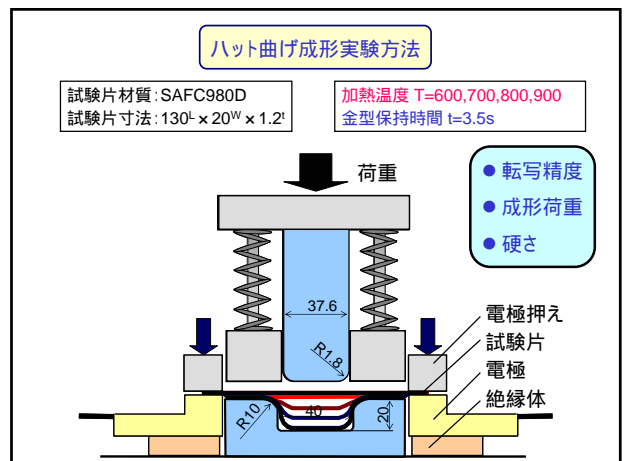 ハット曲げ成形実験方法
試験片材質:SAFC980D
試験片寸法:130ᴸ×20ᵂ×1.2ᵗ
加熱温度 T=600,700,800,900
金型保持時間 t=3.5s
荷重
● 転写精度
● 成形荷重
● 硬さ
37.6
R1.8
電極押え
試験片
電極
絶縁体
R10
40
20